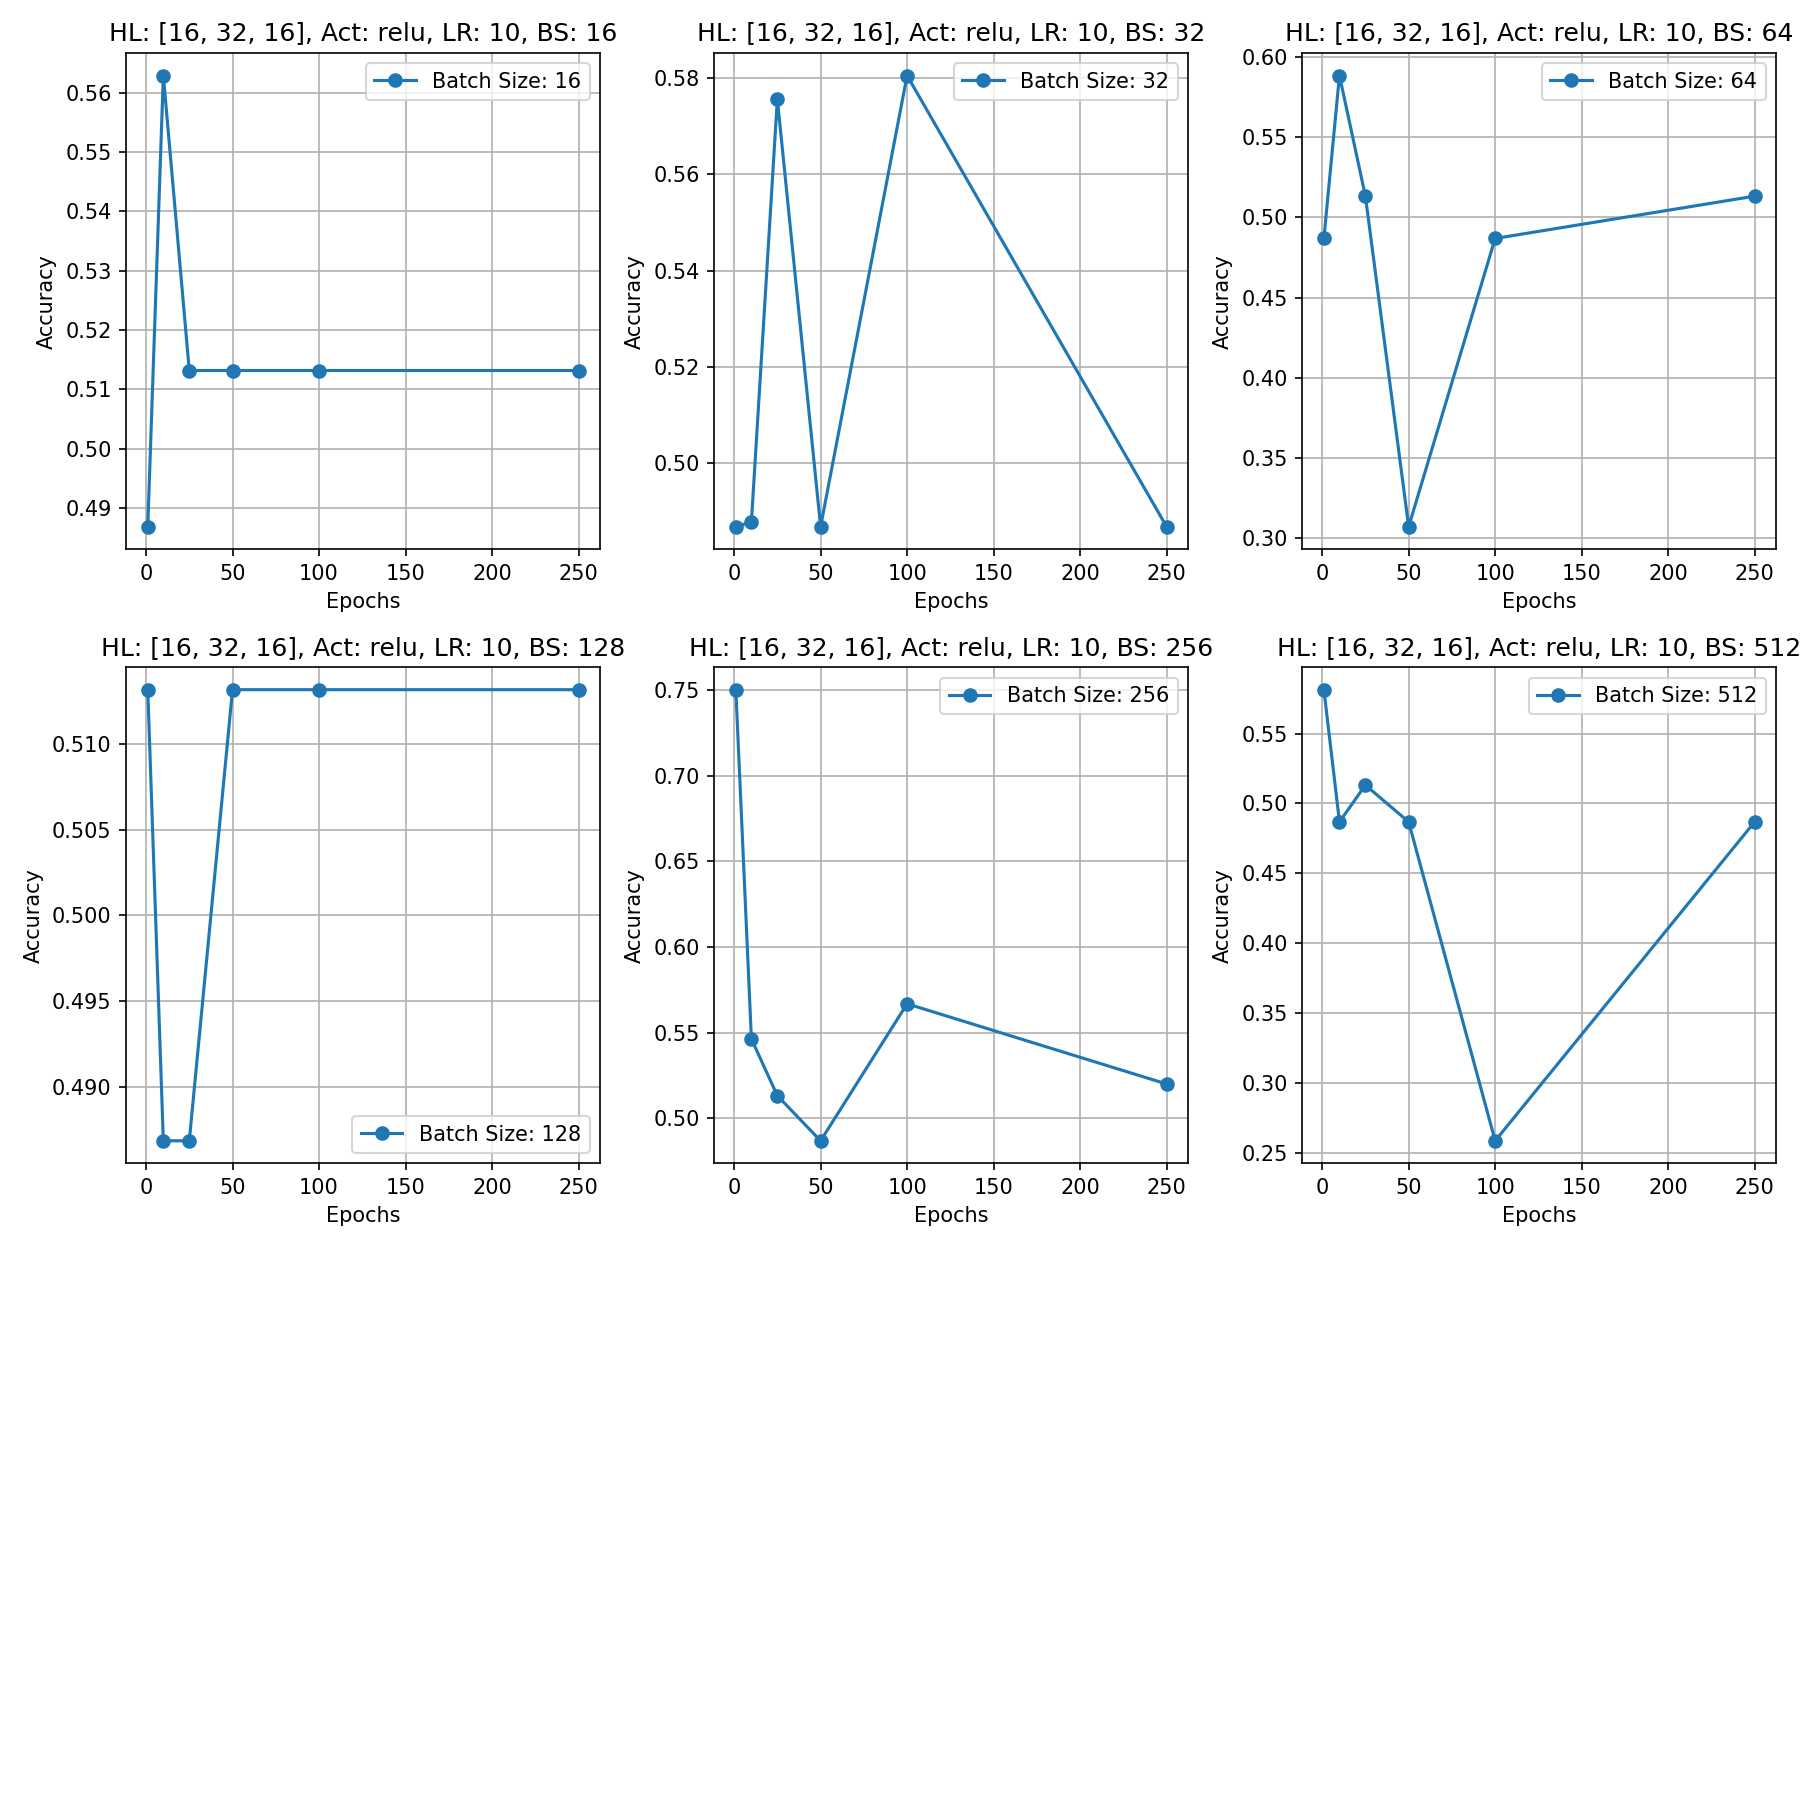 HL: [16, 32, 16], Act: relu, LR: 10, BS: 16
Batch Size: 16
Accuracy
0.56
0.55
0.54
0.53
0.52
0.51
0.50
0.49
0 50 100 150 200 250
Epochs
HL: [16, 32, 16], Act: relu, LR: 10, BS: 32
Batch Size: 32
Accuracy
0.58
0.56
0.54
0.52
0.50
0 50 100 150 200 250
Epochs
HL: [16, 32, 16], Act: relu, LR: 10, BS: 64
Batch Size: 64
Accuracy
0.60
0.55
0.50
0.45
0.40
0.35
0.30
0 50 100 150 200 250
Epochs
HL: [16, 32, 16], Act: relu, LR: 10, BS: 128
Accuracy
0.510
0.505
0.500
0.495
0.490
Batch Size: 128
0 50 100 150 200 250
Epochs
HL: [16, 32, 16], Act: relu, LR: 10, BS: 256
Batch Size: 256
Accuracy
0.75
0.70
0.65
0.60
0.55
0.50
0 50 100 150 200 250
Epochs
HL: [16, 32, 16], Act: relu, LR: 10, BS: 512
Batch Size: 512
Accuracy
0.55
0.50
0.45
0.40
0.35
0.30
0.25
0 50 100 150 200 250
Epochs